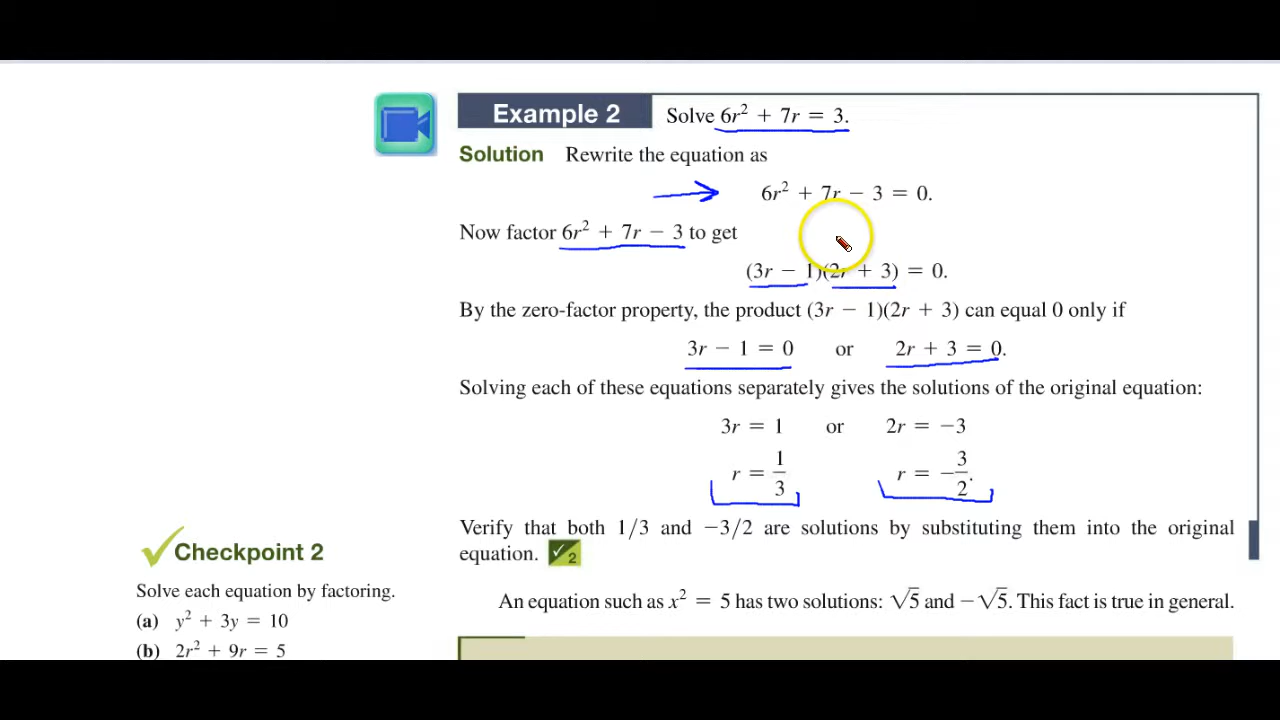 Example 2 Solve 6r² + 7r = 3.
Solution Rewrite the equation as
6r² + 7r − 3 = 0.
Now factor 6r² + 7r − 3 to get
(3r − 1)(2r + 3) = 0.
By the zero-factor property, the product (3r − 1)(2r + 3) can equal 0 only if
3r − 1 = 0 or 2r + 3 = 0.
Solving each of these equations separately gives the solutions of the original equation:
3r = 1 or 2r = −3
r = 1/3 r = −3/2.
Verify that both 1/3 and −3/2 are solutions by substituting them into the original
equation. ✓2
An equation such as x² = 5 has two solutions: √5 and −√5. This fact is true in general.
Checkpoint 2
Solve each equation by factoring.
(a) y² + 3y = 10
(b) 2r² + 9r = 5